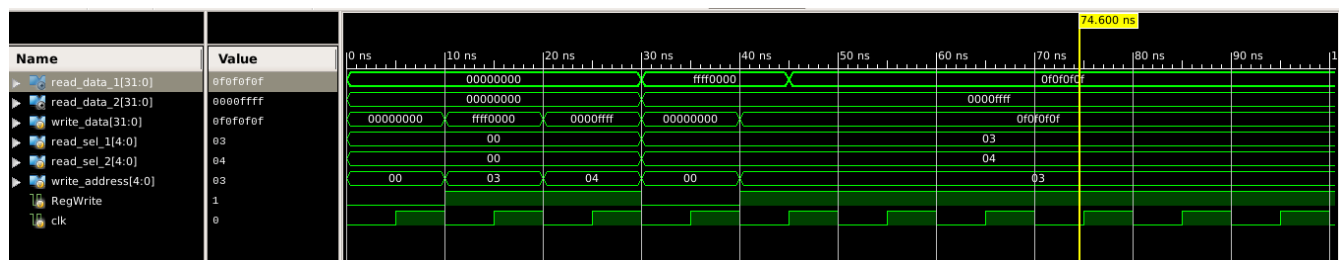 74.600 ns
Name Value
0 ns 10 ns 20 ns 30 ns 40 ns 50 ns 60 ns 70 ns 80 ns 90 ns 1
read_data_1[31:0] 0f0f0f0f 00000000 ffff0000 0f0f0f0f
read_data_2[31:0] 0000ffff 00000000 0000ffff
write_data[31:0] 0f0f0f0f 00000000 ffff0000 0000ffff 00000000 0f0f0f0f
read_sel_1[4:0] 03 00 03
read_sel_2[4:0] 04 00 04
write_address[4:0] 03 00 03 04 00 03
RegWrite 1
clk 0